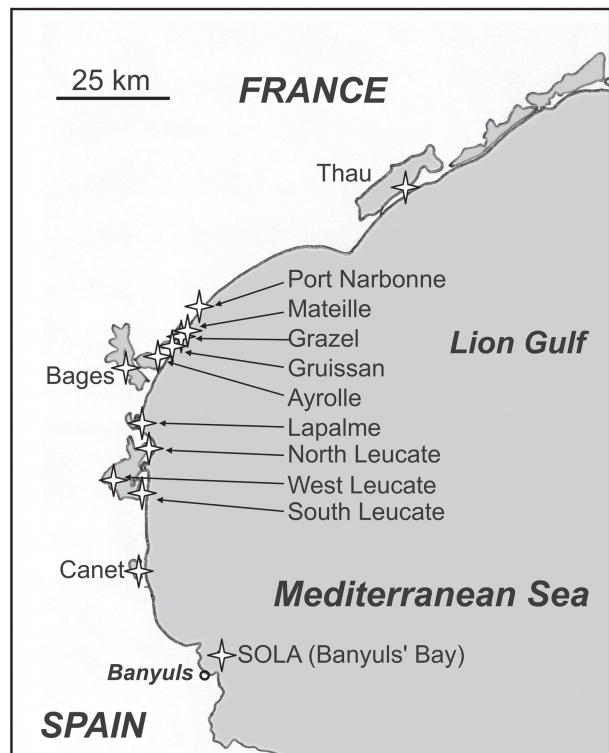 25 km
FRANCE
Thau
Port Narbonne
Mateille
Grazel
Lion Gulf
Gruissan
Bages
Ayrolle
Lapalme
North Leucate
West Leucate
South Leucate
Canet
Mediterranean Sea
SOLA (Banyuls' Bay)
Banyuls
SPAIN